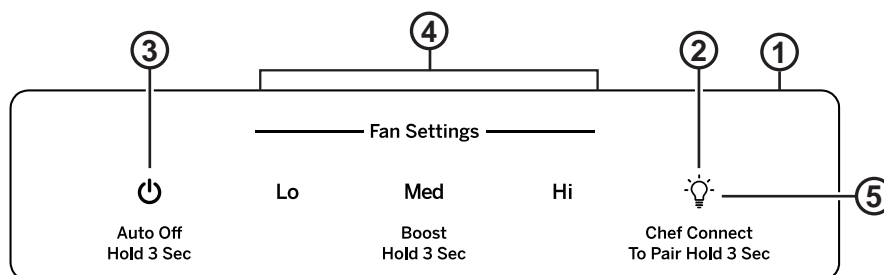 3
4
2
1
Fan Settings
Lo
Med
Hi
5
Auto Off
Hold 3 Sec
Boost
Hold 3 Sec
Chef Connect
To Pair Hold 3 Sec